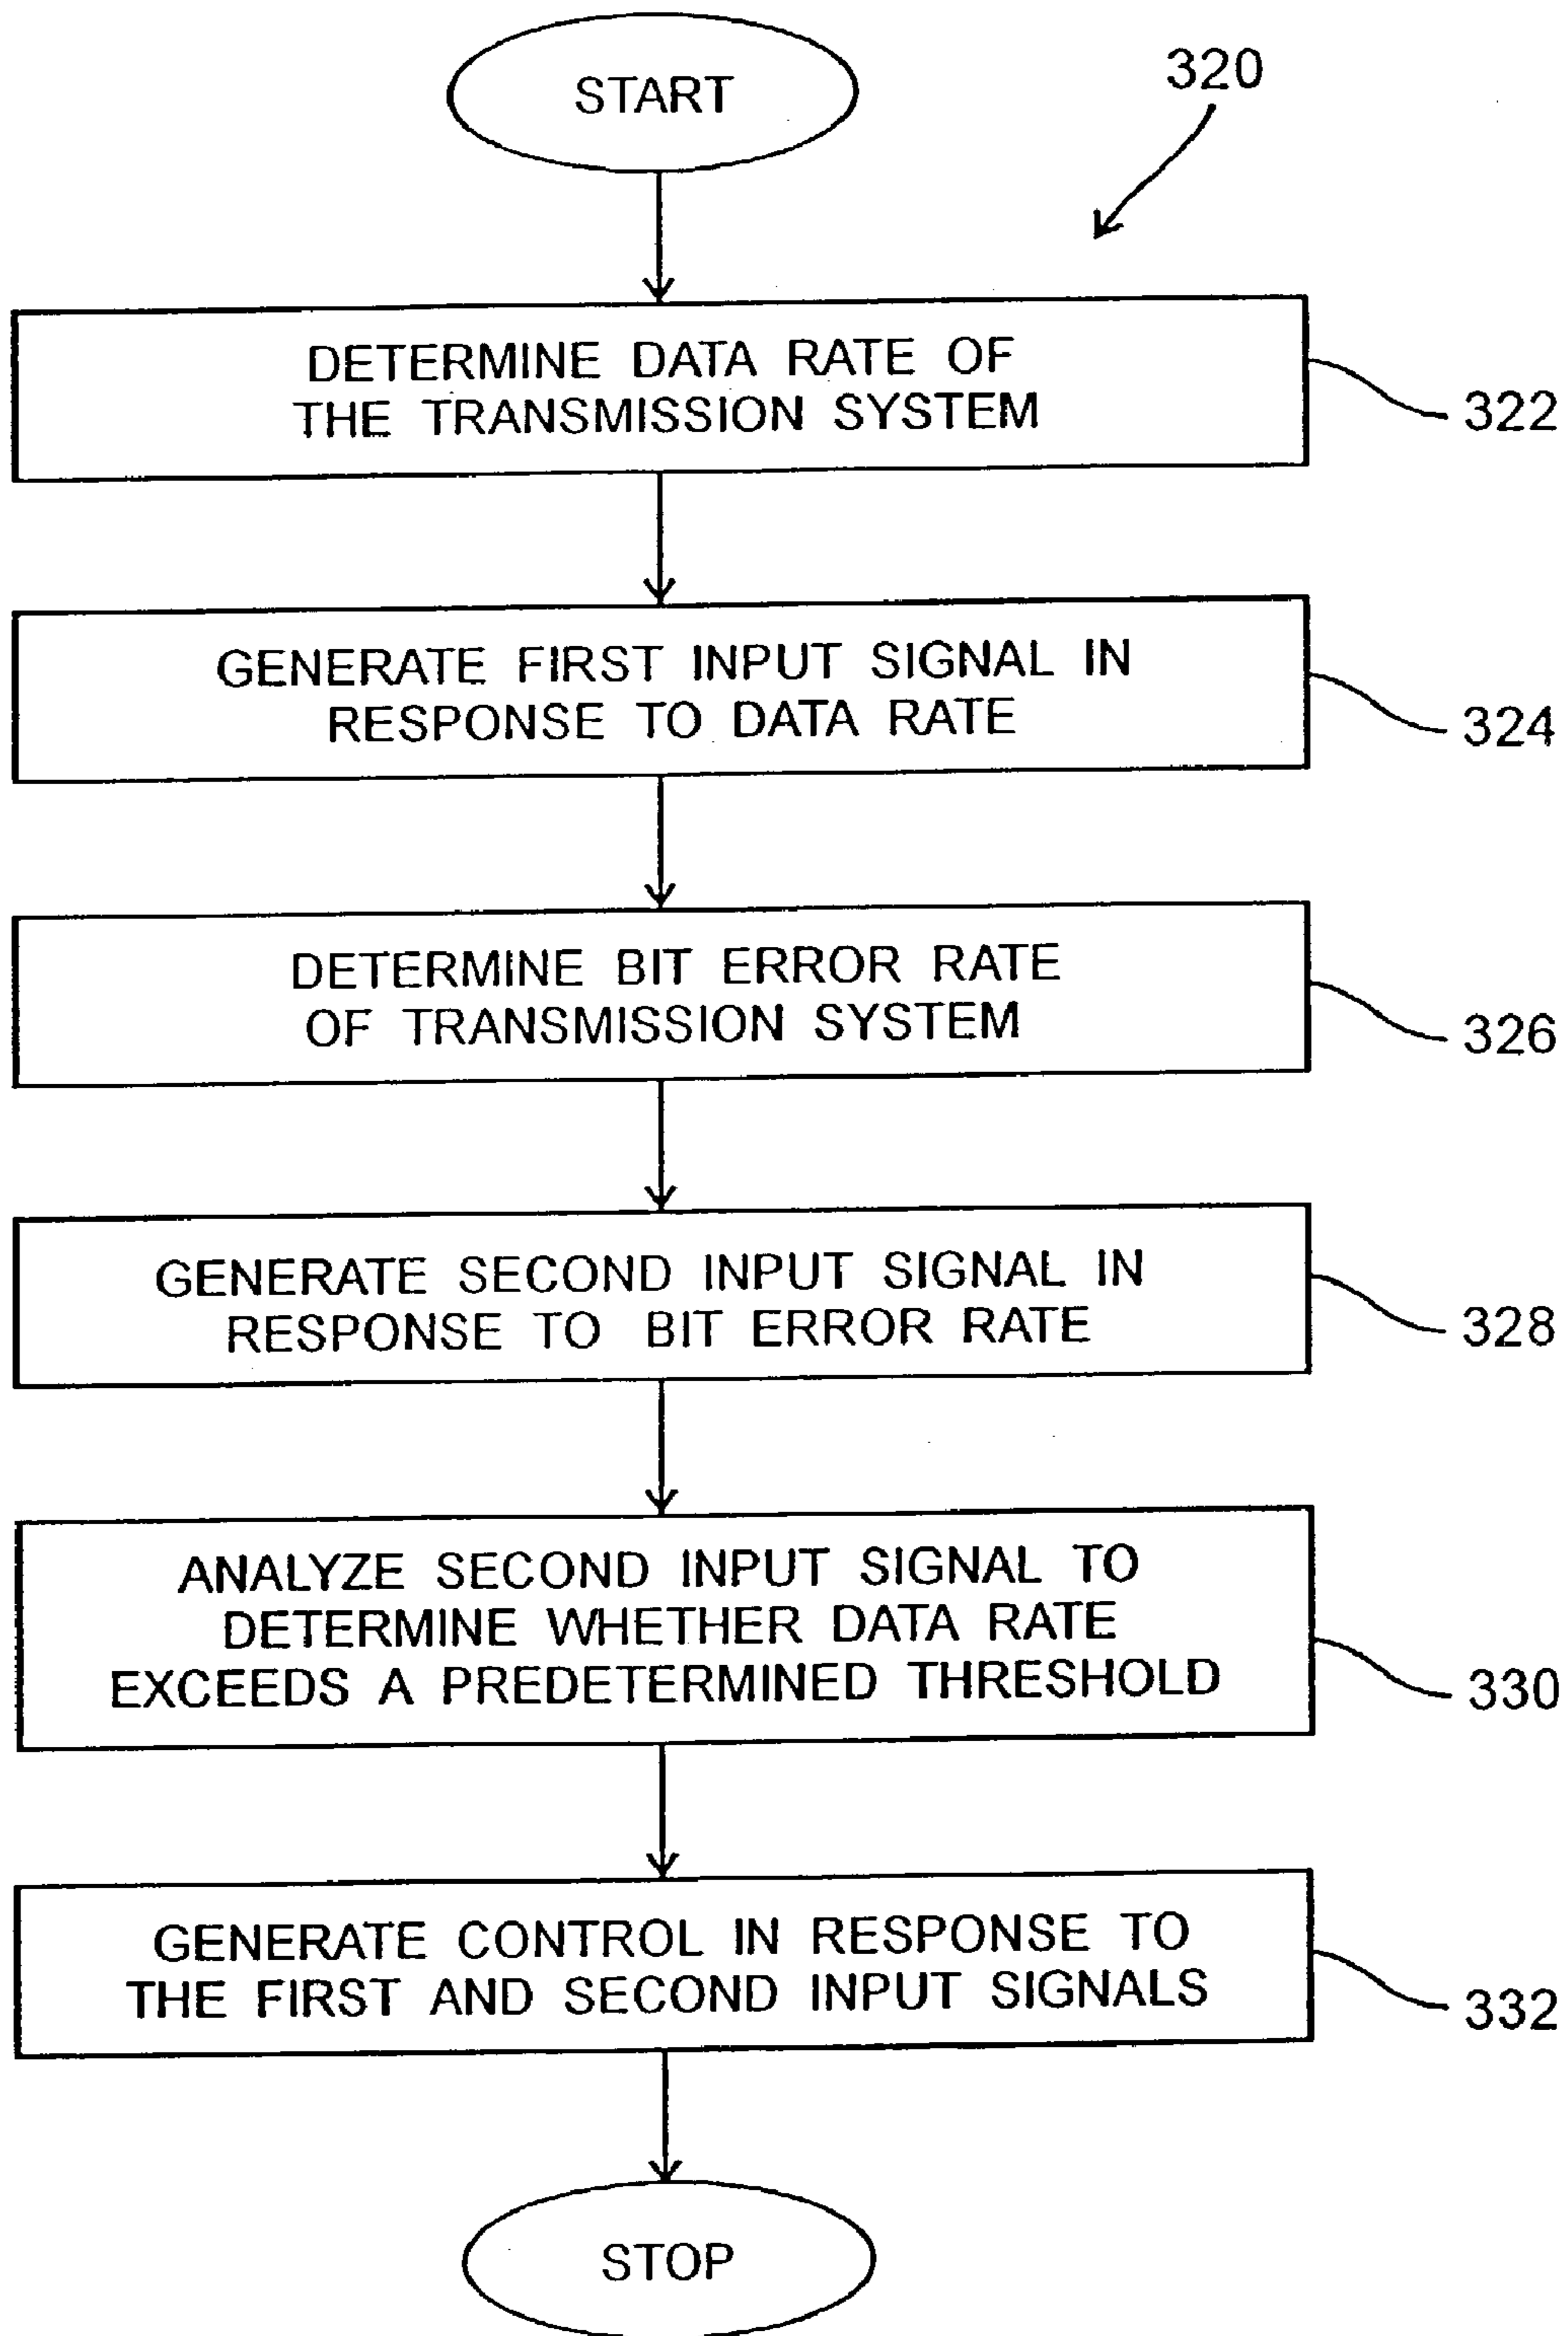 START
320
DETERMINE DATA RATE OF
THE TRANSMISSION SYSTEM
322
GENERATE FIRST INPUT SIGNAL IN
RESPONSE TO DATA RATE
324
DETERMINE BIT ERROR RATE
OF TRANSMISSION SYSTEM
326
GENERATE SECOND INPUT SIGNAL IN
RESPONSE TO BIT ERROR RATE
328
ANALYZE SECOND INPUT SIGNAL TO
DETERMINE WHETHER DATA RATE
EXCEEDS A PREDETERMINED THRESHOLD
330
GENERATE CONTROL IN RESPONSE TO
THE FIRST AND SECOND INPUT SIGNALS
332
STOP